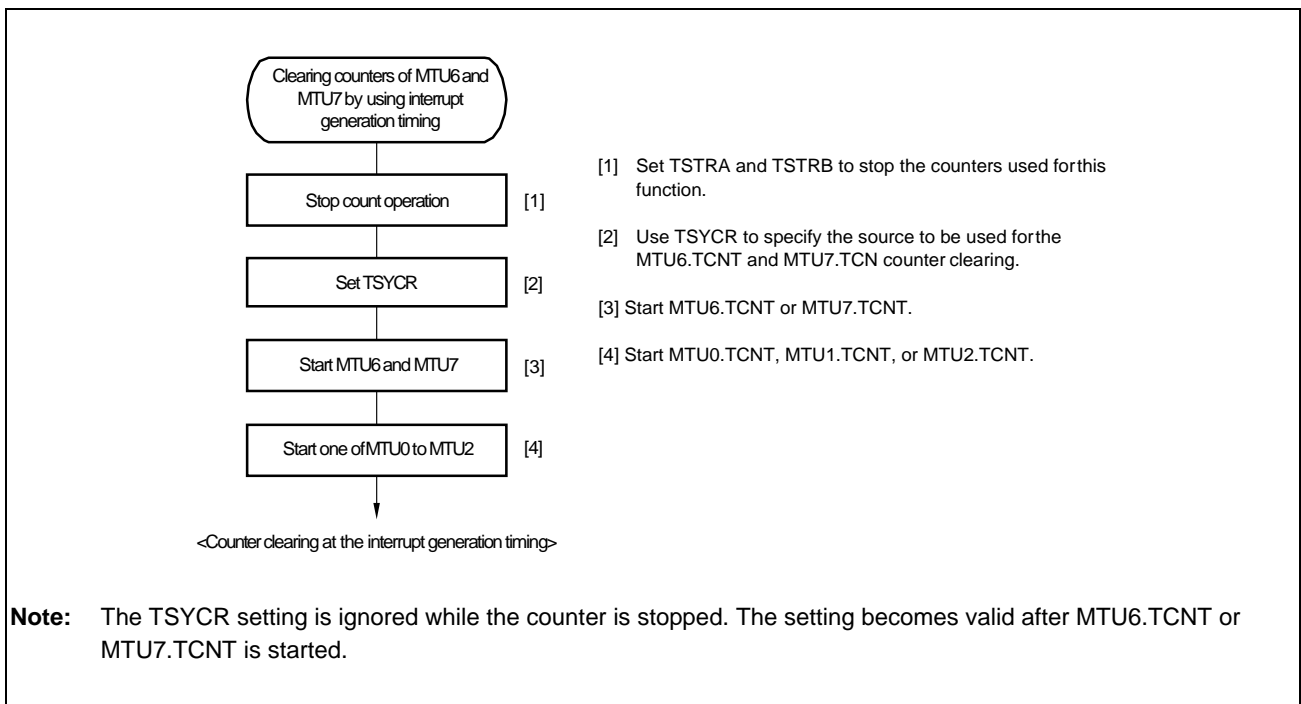 Clearing counters of MTU6 and
MTU7 by using interrupt
generation timing
Stop count operation
[1]
Set TSYCR
[2]
Start MTU6 and MTU7
[3]
Start one of MTU0 to MTU2
[4]
<Counter clearing at the interrupt generation timing>
[1] Set TSTRA and TSTRB to stop the counters used for this
function.
[2] Use TSYCR to specify the source to be used for the
MTU6.TCNT and MTU7.TCN counter clearing.
[3] Start MTU6.TCNT or MTU7.TCNT.
[4] Start MTU0.TCNT, MTU1.TCNT, or MTU2.TCNT.
Note: The TSYCR setting is ignored while the counter is stopped. The setting becomes valid after MTU6.TCNT or
MTU7.TCNT is started.